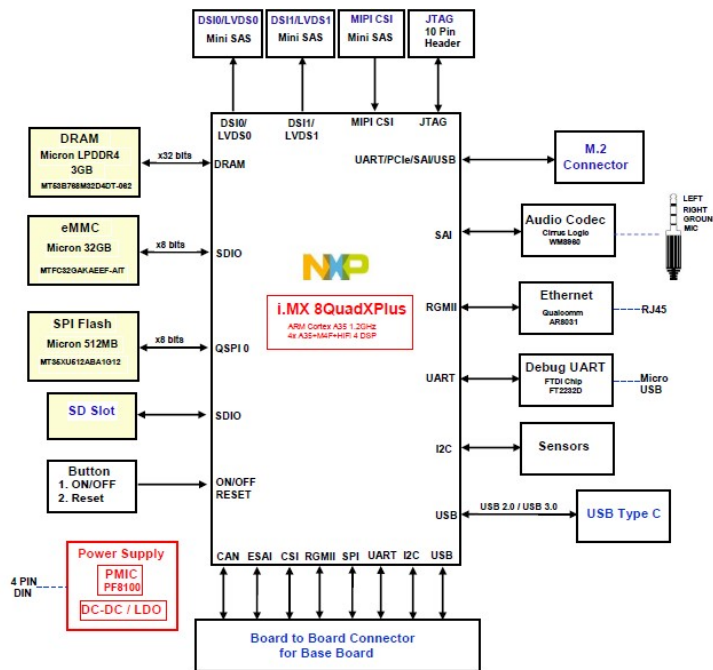 DSI0/LVDS0
Mini SAS
DSI1/LVDS1
Mini SAS
MIPI CSI
Mini SAS
JTAG
10 Pin
Header
DSI0/
LVDS0
DSI1/
LVDS1
MIPI CSI
JTAG
DRAM
Micron LPDDR4
3GB
MT53B768M32D4DT-062
x32 bits
DRAM
UART/PCIe/SAI/USB
M.2
Connector
eMMC
Micron 32GB
MTFC32GAKAEEF-AIT
x8 bits
SDIO
SAI
Audio Codec
Cirrus Logic
WM8960
LEFT
RIGHT
GROUN
MIC
NXP
i.MX 8QuadXPlus
ARM Cortex A35 1.2GHz
4x A35+M4F+HIFI 4 DSP
RGMII
Ethernet
Qualcomm
AR8031
RJ45
SPI Flash
Micron 512MB
MT35XU512ABA1G12
x8 bits
QSPI 0
UART
Debug UART
FTDI Chip
FT2232D
Micro
USB
SD Slot
SDIO
I2C
Sensors
Button
1. ON/OFF
2. Reset
ON/OFF
RESET
USB
USB 2.0 / USB 3.0
USB Type C
Power Supply
PMIC
PF8100
DC-DC / LDO
4 PIN
DIN
CAN ESAI CSI RGMII SPI UART I2C USB
Board to Board Connector
for Base Board